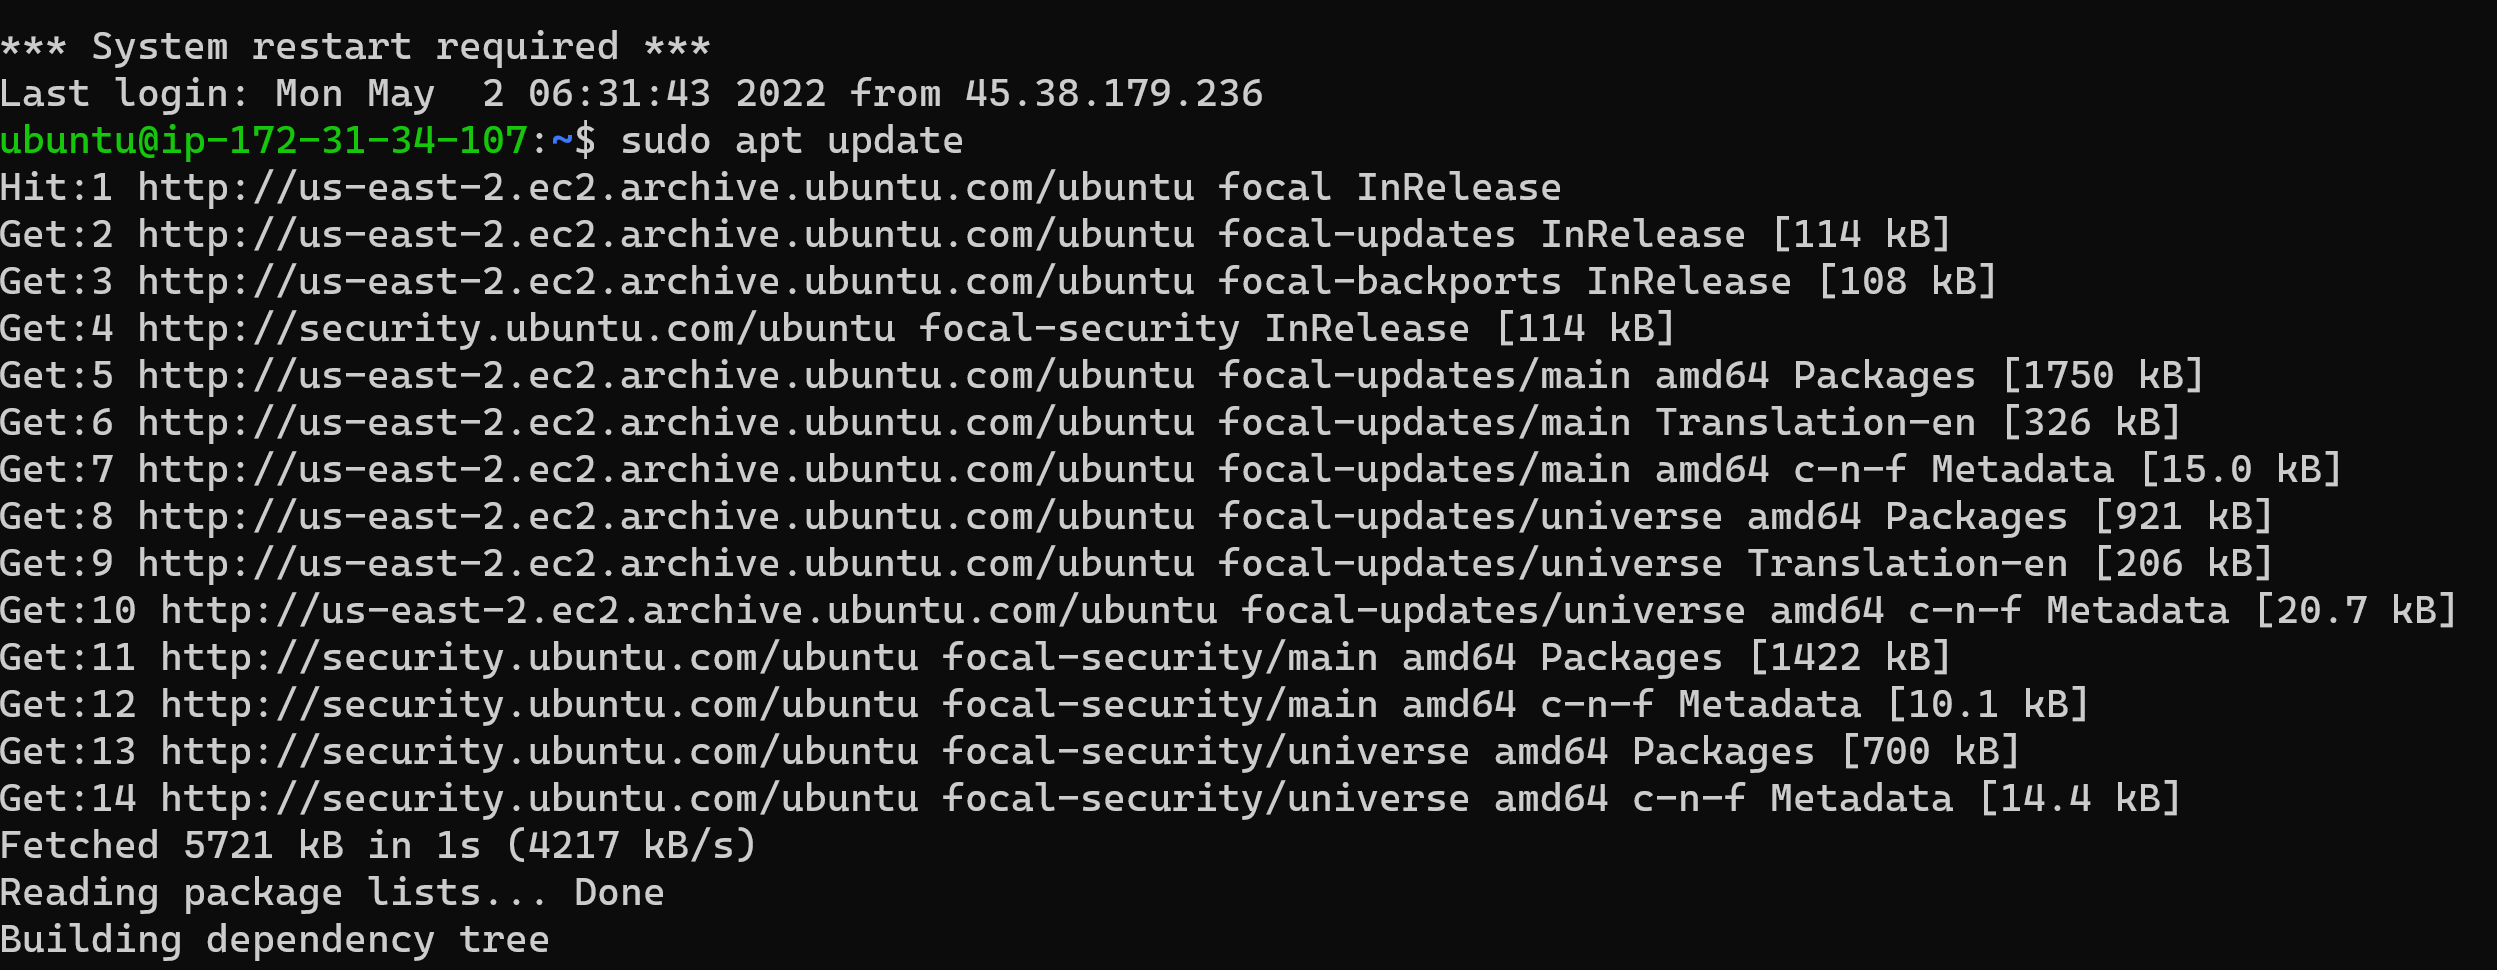 *** System restart required ***
Last login: Mon May  2 06:31:43 2022 from 45.38.179.236
ubuntu@ip-172-31-34-107:~$ sudo apt update
Hit:1 http://us-east-2.ec2.archive.ubuntu.com/ubuntu focal InRelease
Get:2 http://us-east-2.ec2.archive.ubuntu.com/ubuntu focal-updates InRelease [114 kB]
Get:3 http://us-east-2.ec2.archive.ubuntu.com/ubuntu focal-backports InRelease [108 kB]
Get:4 http://security.ubuntu.com/ubuntu focal-security InRelease [114 kB]
Get:5 http://us-east-2.ec2.archive.ubuntu.com/ubuntu focal-updates/main amd64 Packages [1750 kB]
Get:6 http://us-east-2.ec2.archive.ubuntu.com/ubuntu focal-updates/main Translation-en [326 kB]
Get:7 http://us-east-2.ec2.archive.ubuntu.com/ubuntu focal-updates/main amd64 c-n-f Metadata [15.0 kB]
Get:8 http://us-east-2.ec2.archive.ubuntu.com/ubuntu focal-updates/universe amd64 Packages [921 kB]
Get:9 http://us-east-2.ec2.archive.ubuntu.com/ubuntu focal-updates/universe Translation-en [206 kB]
Get:10 http://us-east-2.ec2.archive.ubuntu.com/ubuntu focal-updates/universe amd64 c-n-f Metadata [20.7 kB]
Get:11 http://security.ubuntu.com/ubuntu focal-security/main amd64 Packages [1422 kB]
Get:12 http://security.ubuntu.com/ubuntu focal-security/main amd64 c-n-f Metadata [10.1 kB]
Get:13 http://security.ubuntu.com/ubuntu focal-security/universe amd64 Packages [700 kB]
Get:14 http://security.ubuntu.com/ubuntu focal-security/universe amd64 c-n-f Metadata [14.4 kB]
Fetched 5721 kB in 1s (4217 kB/s)
Reading package lists... Done
Building dependency tree